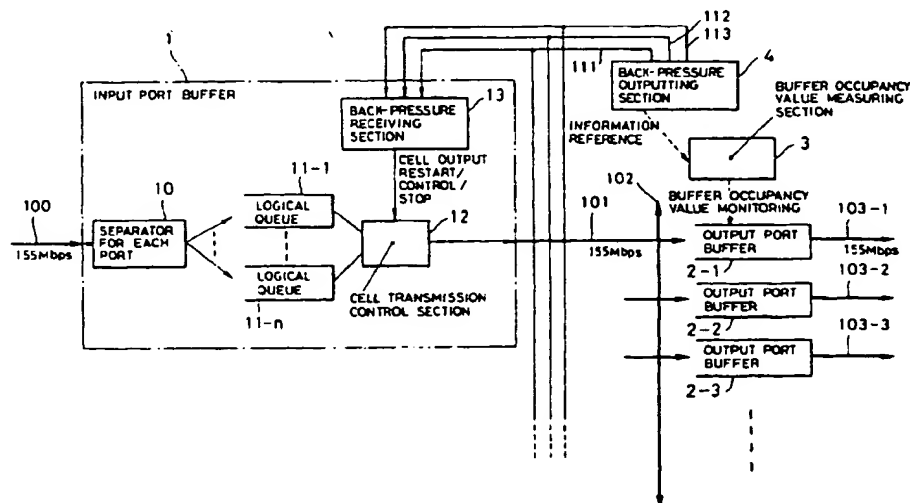 112
113
1
111
4
INPUT PORT BUFFER
13
BACK-PRESSURE
OUTPUTTING
SECTION
BUFFER OCCUPANCY
VALUE MEASURING
SECTION
BACK-PRESSURE
RECEIVING
SECTION
INFORMATION
REFERENCE
3
CELL OUTPUT
RESTART/
CONTROL/
STOP
11-1
10
LOGICAL
QUEUE
12
102
BUFFER OCCUPANCY
VALUE MONITORING
100
SEPARATOR
FOR EACH
PORT
101
103-1
155Mbps
155Mbps
OUTPUT PORT
BUFFER
155Mbps
2-1
103-2
LOGICAL
QUEUE
CELL TRANSMISSION
CONTROL SECTION
OUTPUT PORT
BUFFER
11-n
2-2
103-3
OUTPUT PORT
BUFFER
2-3